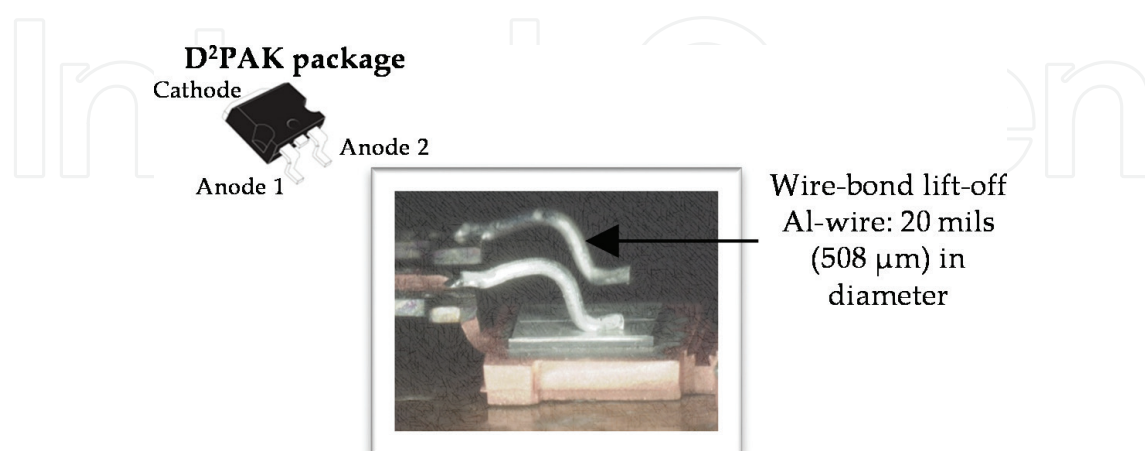 D²PAK package
Cathode
Anode 2
Anode 1
Wire-bond lift-off
Al-wire: 20 mils
(508 μm) in
diameter